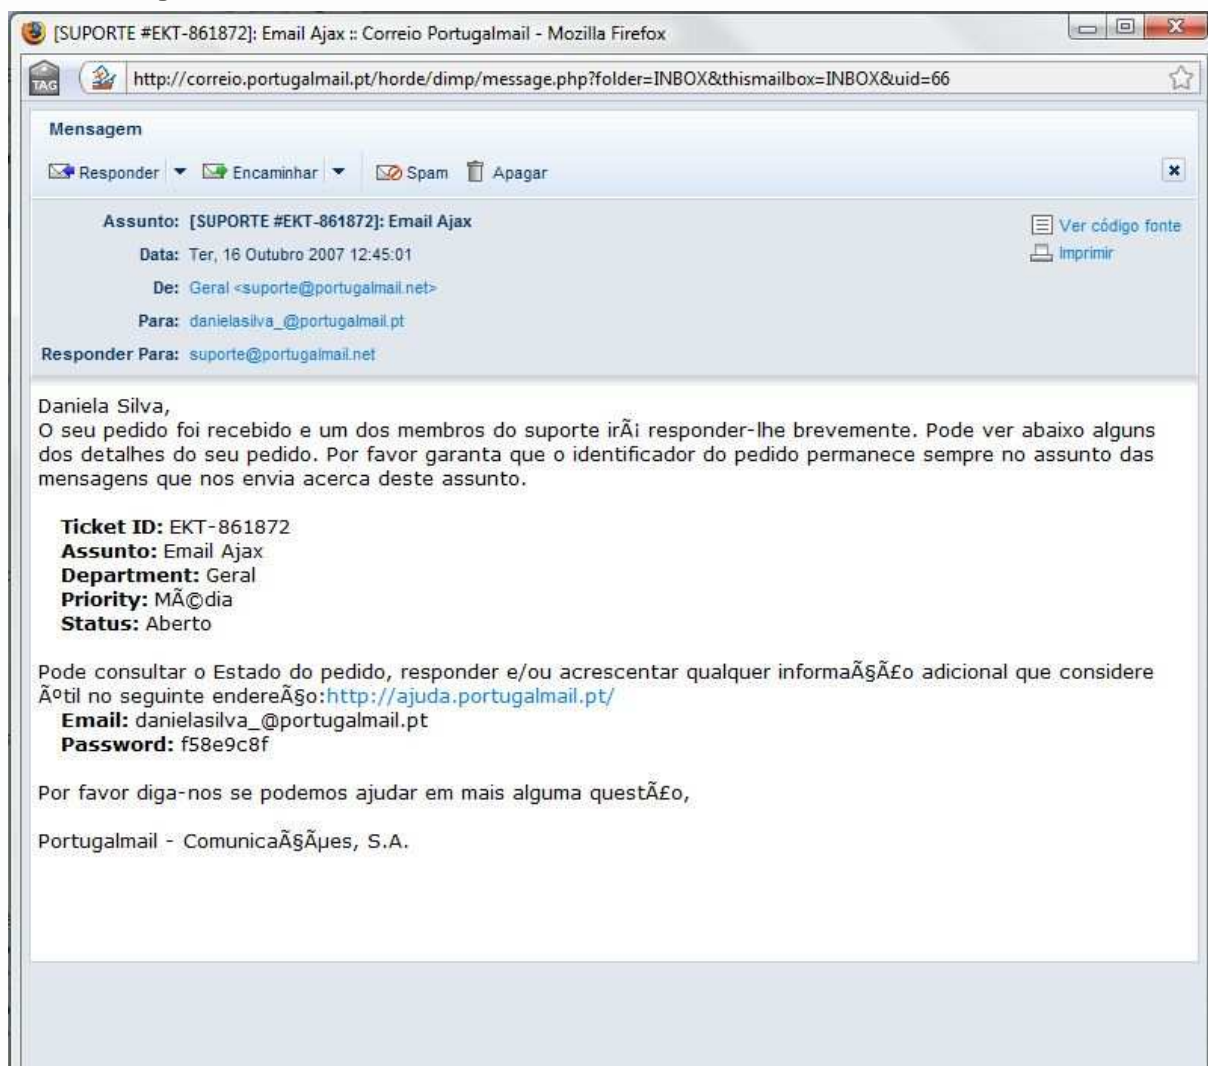 [SUPORTE #EKT-861872]: Email Ajax :: Correio Portugalmail - Mozilla Firefox
TAG
http://correio.portugalmail.pt/horde/dimp/message.php?folder=INBOX&thismailbox=INBOX&uid=66
Mensagem
Responder Encaminhar Spam Apagar
Assunto: [SUPORTE #EKT-861872]: Email Ajax
Ver código fonte
Data: Ter, 16 Outubro 2007 12:45:01
Imprimir
De: Geral <suporte@portugalmail.net>
Para: danielasilva_@portugalmail.pt
Responder Para: suporte@portugalmail.net
Daniela Silva,
O seu pedido foi recebido e um dos membros do suporte irÃ¡ responder-lhe brevemente. Pode ver abaixo alguns
dos detalhes do seu pedido. Por favor garanta que o identificador do pedido permanece sempre no assunto das
mensagens que nos envia acerca deste assunto.
Ticket ID: EKT-861872
Assunto: Email Ajax
Department: Geral
Priority: MÃ©dia
Status: Aberto
Pode consultar o Estado do pedido, responder e/ou acrescentar qualquer informaÃ§Ã£o adicional que considere
Ãºtil no seguinte endereÃ§o:http://ajuda.portugalmail.pt/
Email: danielasilva_@portugalmail.pt
Password: f58e9c8f
Por favor diga-nos se podemos ajudar em mais alguma questÃ£o,
Portugalmail - ComunicaÃ§Ãµes, S.A.